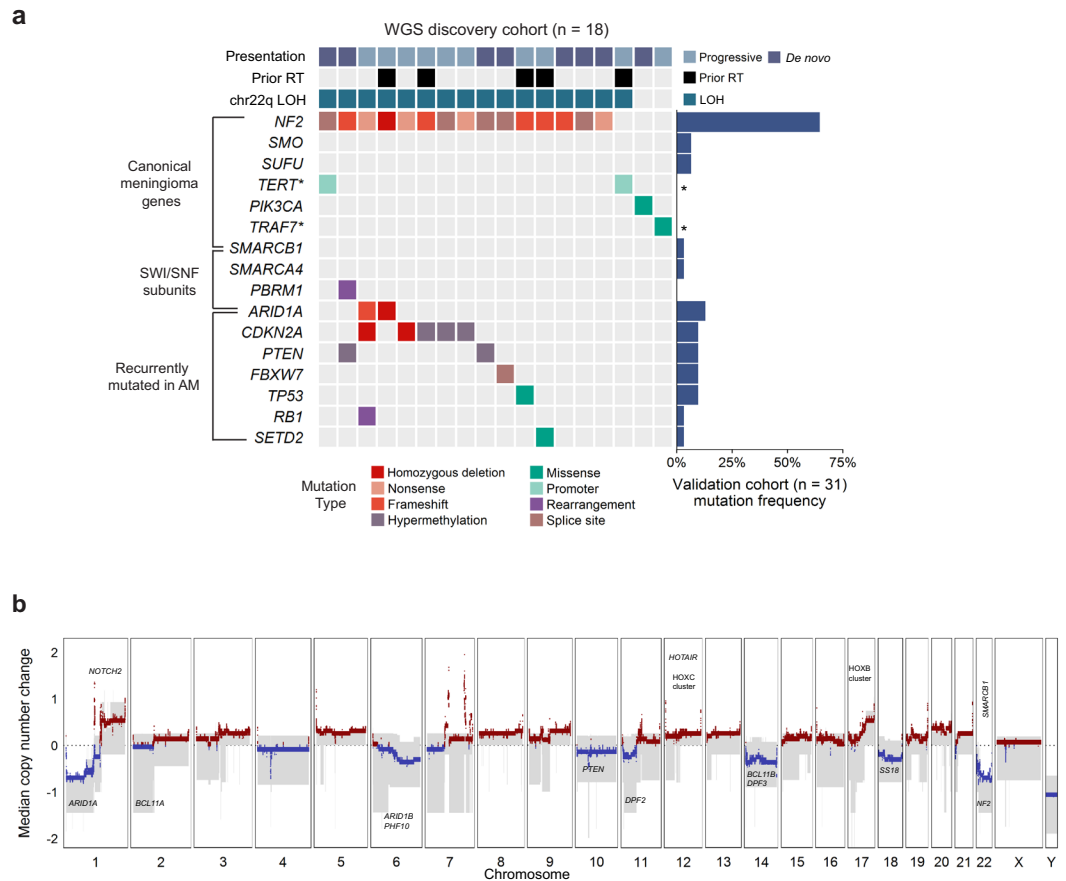 a
WGS discovery cohort (n = 18)
Presentation
Progressive
De novo
Prior RT
Prior RT
chr22q LOH
LOH
NF2
SMO
SUFU
Canonical
meningioma
genes
TERT*
*
PIK3CA
TRAF7*
*
SMARCB1
SWI/SNF
subunits
SMARCA4
PBRM1
ARID1A
CDKN2A
Recurrently
mutated in AM
PTEN
FBXW7
TP53
RB1
SETD2
0% 25% 50% 75%
Validation cohort (n = 31)
mutation frequency
Mutation
Type
Homozygous deletion
Nonsense
Frameshift
Hypermethylation
Missense
Promoter
Rearrangement
Splice site
b
Median copy number change
2
1
0
-1
-2
NOTCH2
ARID1A
BCL11A
ARID1B
PHF10
PTEN
DPF2
HOTAIR
HOXC
cluster
BCL11B
DPF3
HOXB
cluster
SS18
SMARCB1
NF2
1 2 3 4 5 6 7 8 9 10 11 12 13 14 15 16 17 18 19 20 21 22 X Y
Chromosome